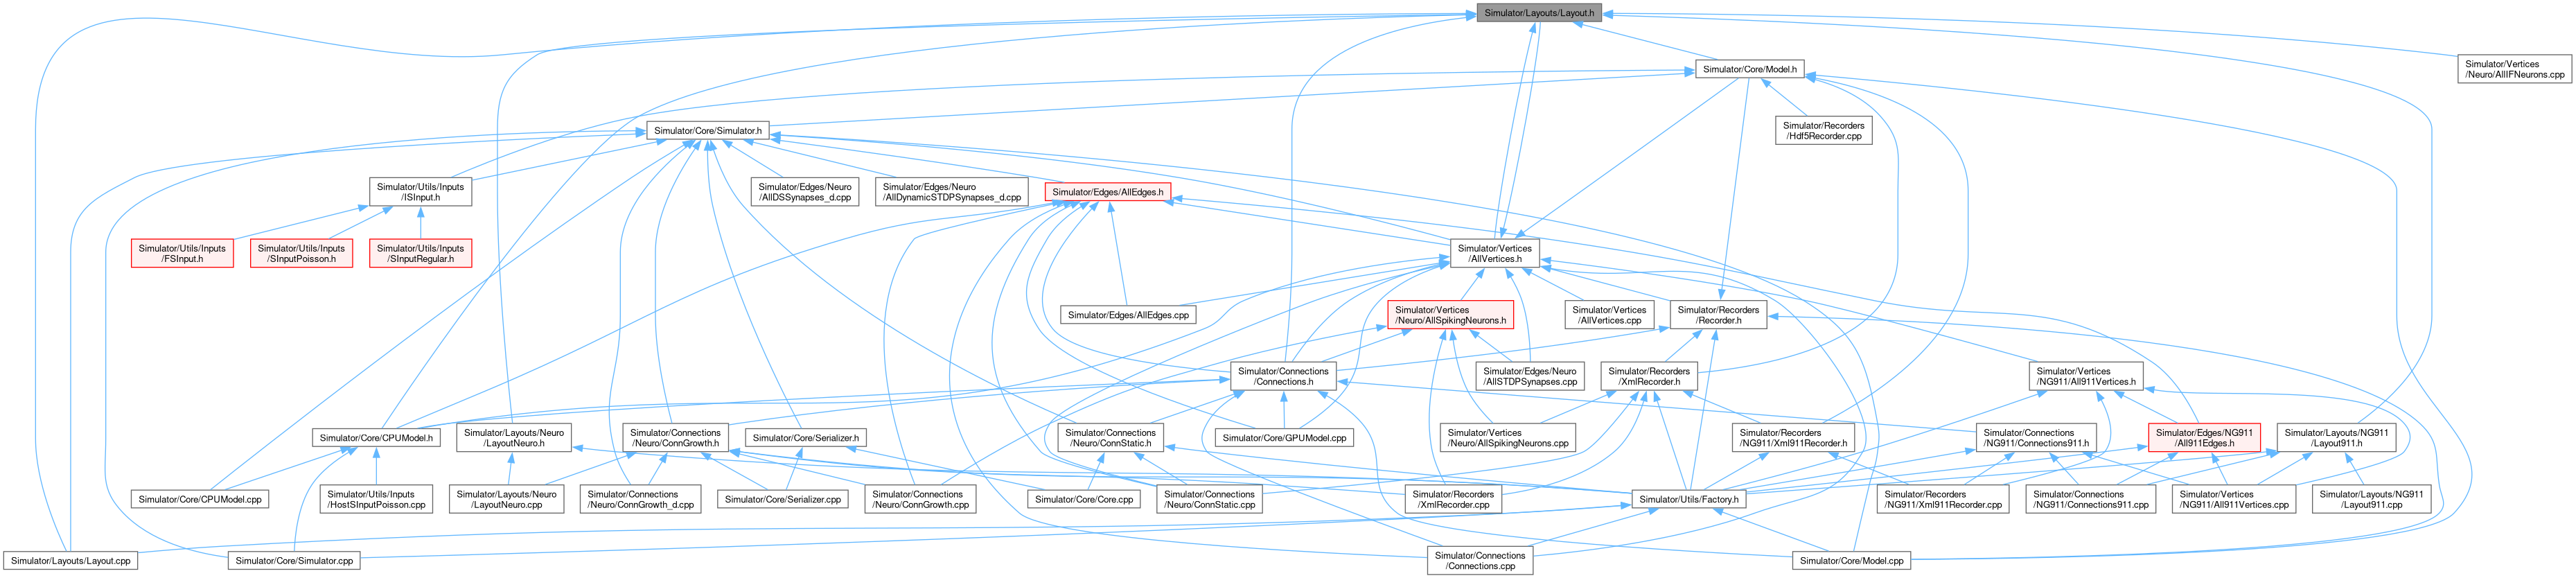 Simulator/Layouts/Layout.h
Simulator/Vertices
/Neuro/AllIFNeurons.cpp
Simulator/Core/Model.h
Simulator/Core/Simulator.h
Simulator/Recorders
/Hdf5Recorder.cpp
Simulator/Utils/Inputs
/ISInput.h
Simulator/Edges/Neuro
/AllDSSynapses_d.cpp
Simulator/Edges/Neuro
/AllDynamicSTDPSynapses_d.cpp
Simulator/Edges/AllEdges.h
Simulator/Utils/Inputs
/FSInput.h
Simulator/Utils/Inputs
/SInputPoisson.h
Simulator/Utils/Inputs
/SInputRegular.h
Simulator/Vertices
/AllVertices.h
Simulator/Edges/AllEdges.cpp
Simulator/Vertices
/Neuro/AllSpikingNeurons.h
Simulator/Vertices
/AllVertices.cpp
Simulator/Recorders
/Recorder.h
Simulator/Connections
/Connections.h
Simulator/Edges/Neuro
/AllSTDPSynapses.cpp
Simulator/Recorders
/XmlRecorder.h
Simulator/Vertices
/NG911/All911Vertices.h
Simulator/Core/CPUModel.h
Simulator/Layouts/Neuro
/LayoutNeuro.h
Simulator/Connections
/Neuro/ConnGrowth.h
Simulator/Core/Serializer.h
Simulator/Connections
/Neuro/ConnStatic.h
Simulator/Core/GPUModel.cpp
Simulator/Vertices
/Neuro/AllSpikingNeurons.cpp
Simulator/Recorders
/NG911/Xml911Recorder.h
Simulator/Connections
/NG911/Connections911.h
Simulator/Edges/NG911
/All911Edges.h
Simulator/Layouts/NG911
/Layout911.h
Simulator/Core/CPUModel.cpp
Simulator/Utils/Inputs
/HostSInputPoisson.cpp
Simulator/Layouts/Neuro
/LayoutNeuro.cpp
Simulator/Connections
/Neuro/ConnGrowth_d.cpp
Simulator/Core/Serializer.cpp
Simulator/Connections
/Neuro/ConnGrowth.cpp
Simulator/Core/Core.cpp
Simulator/Connections
/Neuro/ConnStatic.cpp
Simulator/Recorders
/XmlRecorder.cpp
Simulator/Utils/Factory.h
Simulator/Recorders
/NG911/Xml911Recorder.cpp
Simulator/Connections
/NG911/Connections911.cpp
Simulator/Vertices
/NG911/All911Vertices.cpp
Simulator/Layouts/NG911
/Layout911.cpp
Simulator/Layouts/Layout.cpp
Simulator/Core/Simulator.cpp
Simulator/Connections
/Connections.cpp
Simulator/Core/Model.cpp